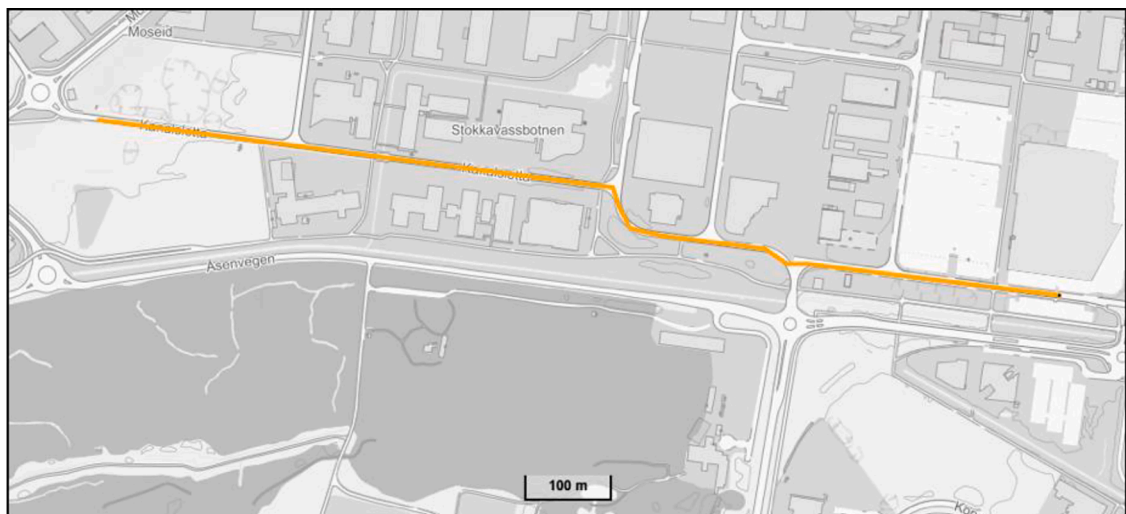 Moseid
Kanalsletta
Stokkavassbotnen
Kanalsletta
Åsenvegen
100 m